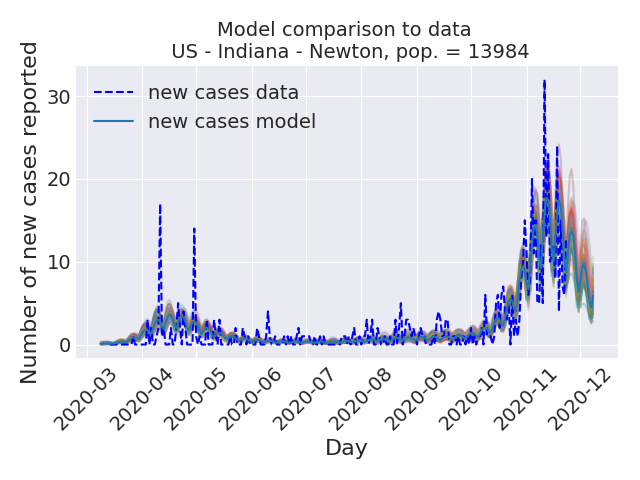 Model comparison to data
US - Indiana - Newton, pop. = 13984
Number of new cases reported
30
20
10
0
new cases data
new cases model
2020-03
2020-04
2020-05
2020-06
2020-07
2020-08
2020-09
2020-10
2020-11
2020-12
Day